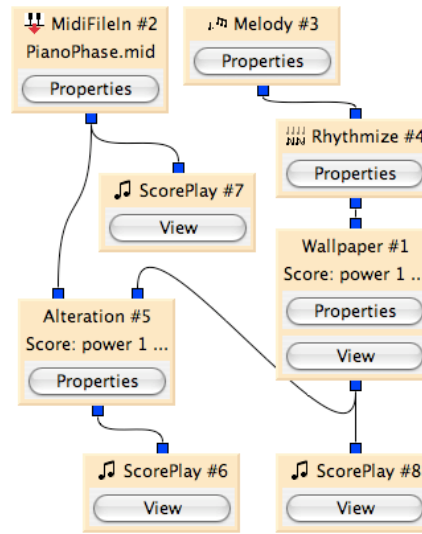 MidiFileIn #2
PianoPhase.mid
Properties
Melody #3
Properties
Rhythmize #4
Properties
ScorePlay #7
View
Wallpaper #1
Score: power 1 ...
Properties
View
Alteration #5
Score: power 1 ...
Properties
ScorePlay #6
View
ScorePlay #8
View